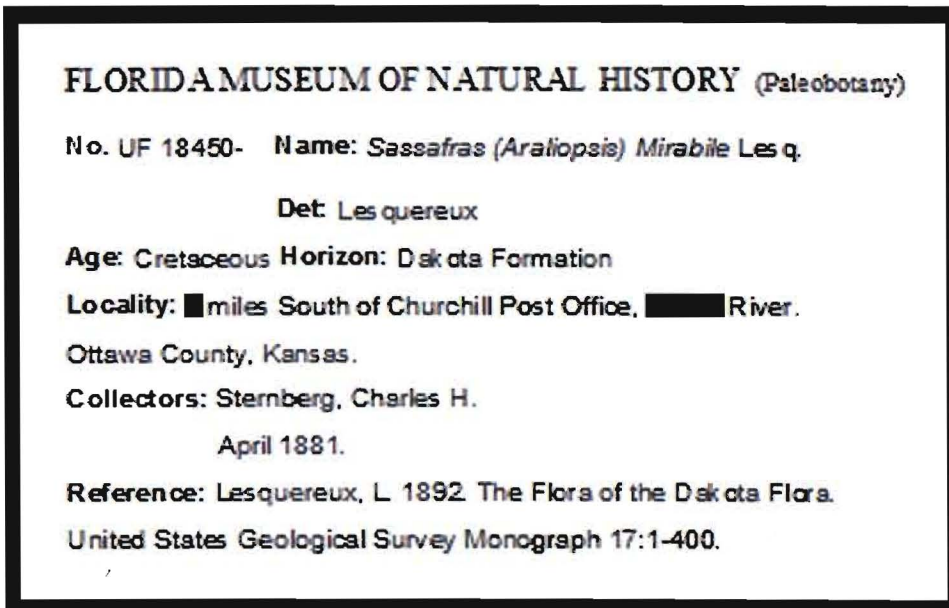 FLORIDA MUSEUM OF NATURAL HISTORY (Paleobotany)
No. UF 18450- Name: Sassafras (Araliopsis) Mirabile Lesq.
Det: Lesquereux
Age: Cretaceous Horizon: Dakota Formation
Locality: miles South of Churchill Post Office, River.
Ottawa County, Kansas.
Collectors: Sternberg, Charles H.
April 1881.
Reference: Lesquereux, L. 1892. The Flora of the Dakota Flora.
United States Geological Survey Monograph 17:1-400.